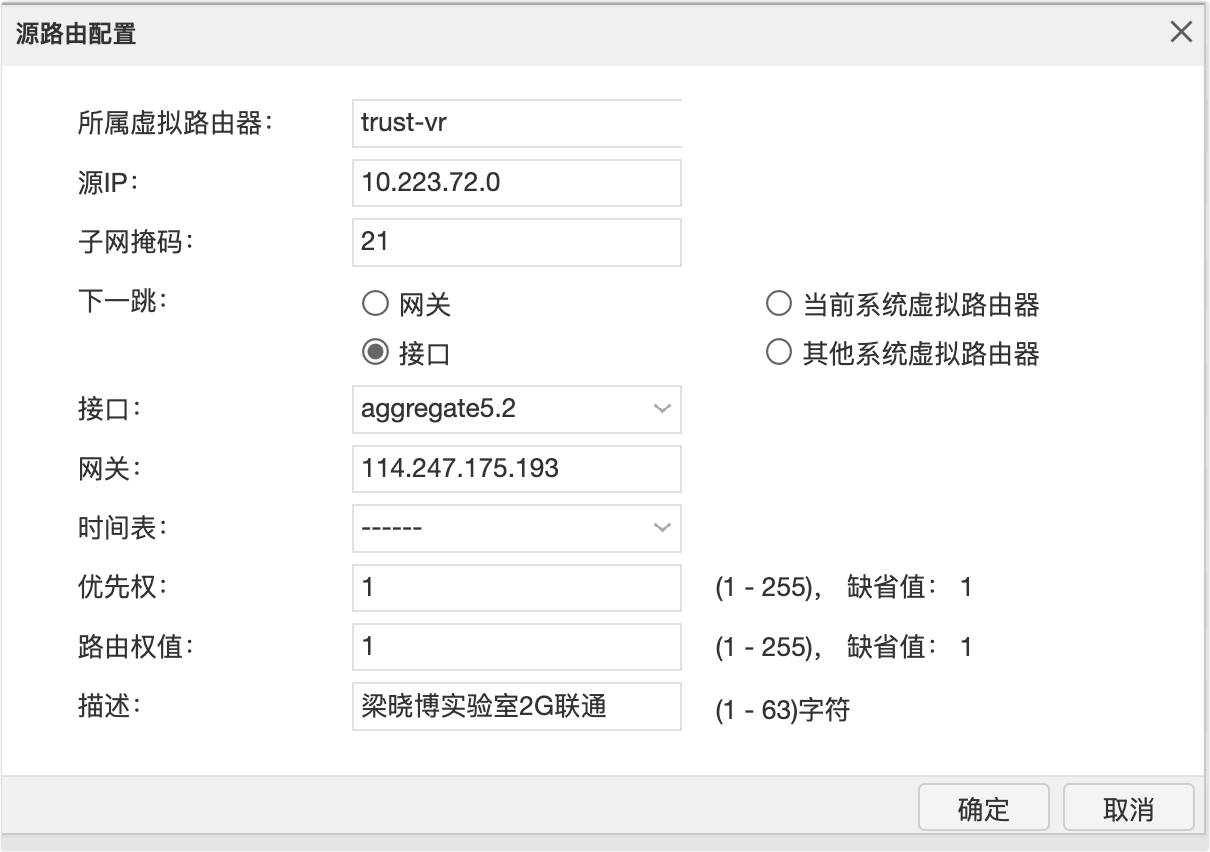 源路由配置
所属虚拟路由器： trust-vr
源IP： 10.223.72.0
子网掩码： 21
下一跳： 网关 当前系统虚拟路由器
接口 其他系统虚拟路由器
接口： aggregate5.2
网关： 114.247.175.193
时间表： ------
优先权： 1 (1 - 255)， 缺省值： 1
路由权值： 1 (1 - 255)， 缺省值： 1
描述： 梁晓博实验室2G联通 (1 - 63)字符
确定 取消